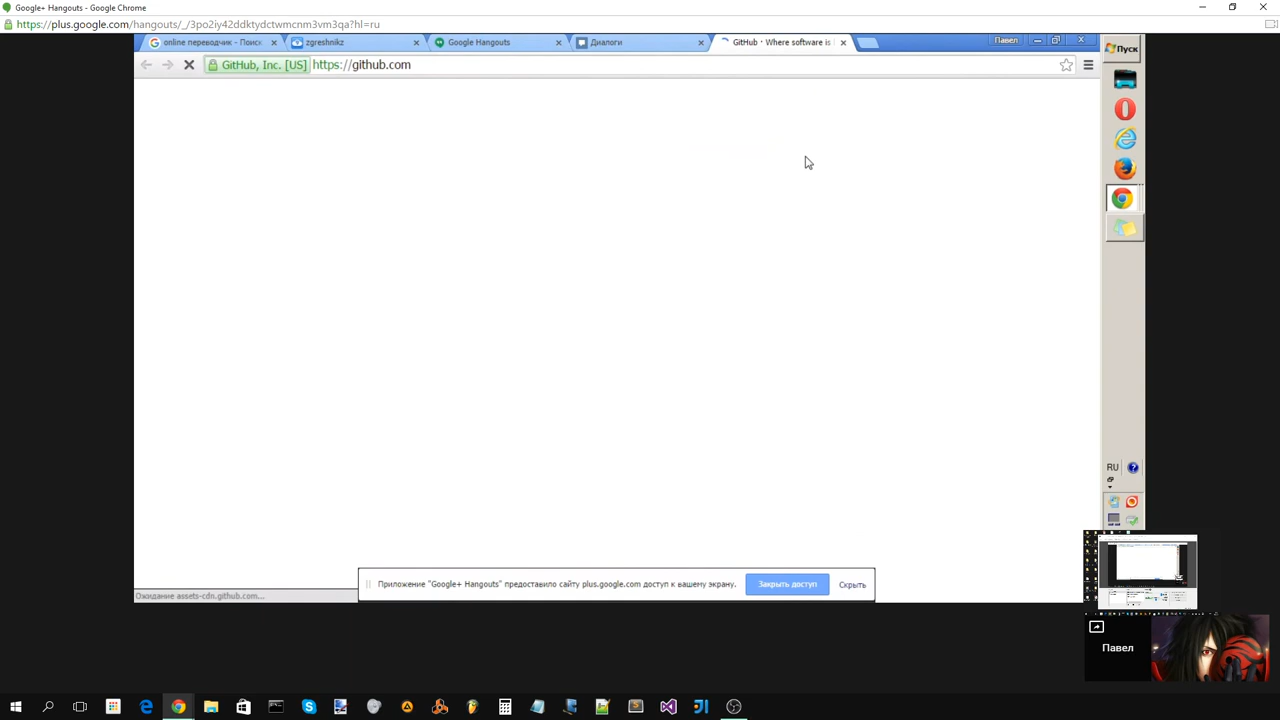 Google+ Hangouts - Google Chrome
https://plus.google.com/hangouts/_/3po2iy42ddktydctwmcnm3vm3qa?hl=ru
online переводчик - Поиск
zgreshnikz
Google Hangouts
Диалоги
GitHub · Where software is
Павел
Пуск
GitHub, Inc. [US]
https://github.com
RU
Приложение "Google+ Hangouts" предоставило сайту plus.google.com доступ к вашему экрану.
Закрыть доступ
Скрыть
Ожидание assets-cdn.github.com...
Павел